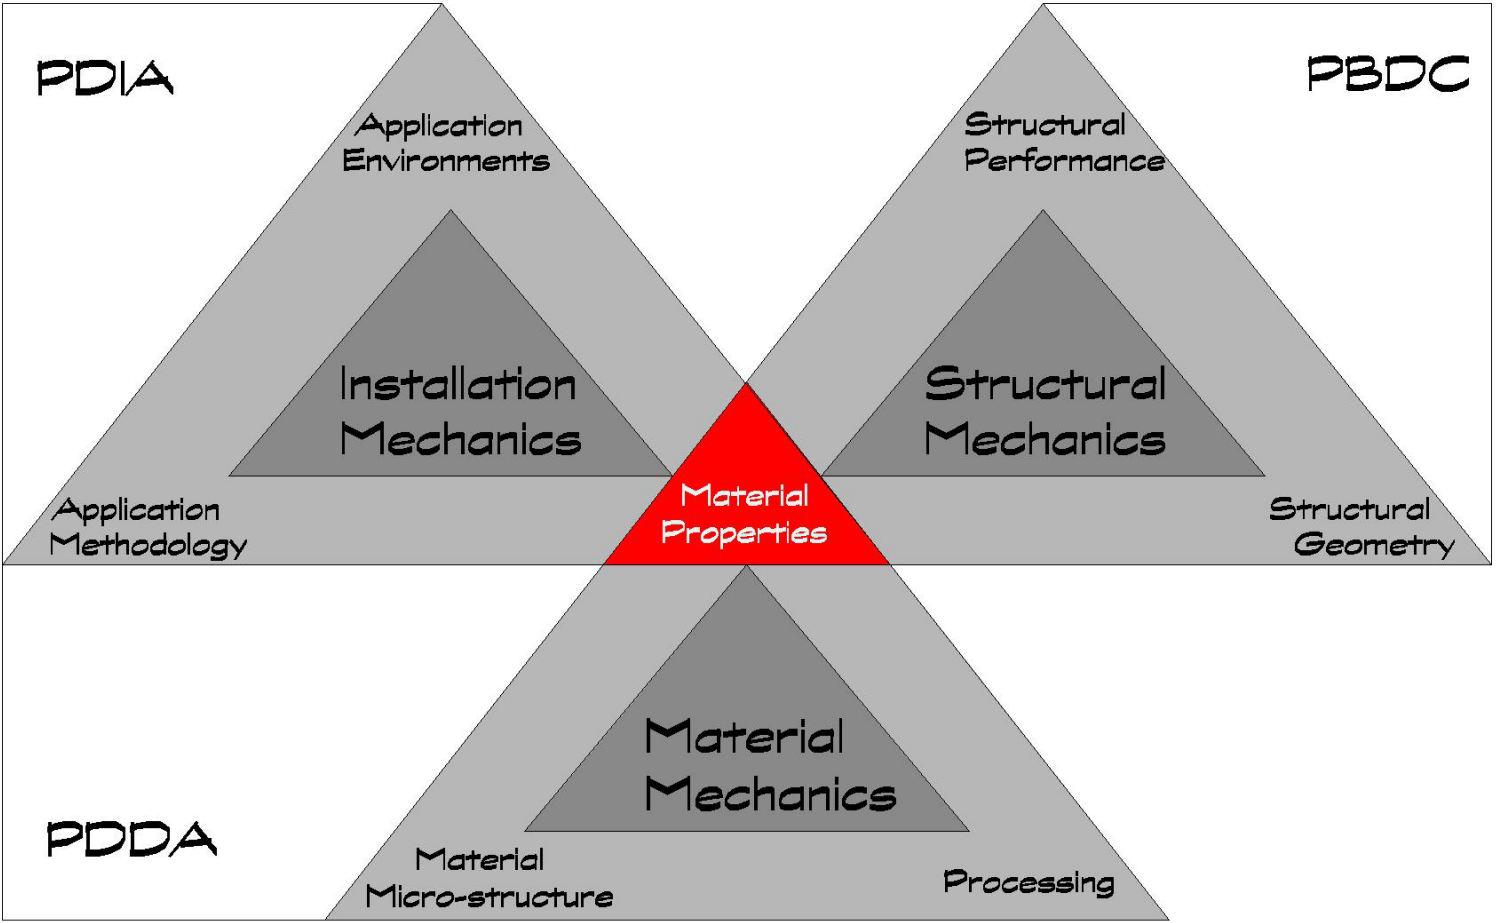 PDIA
PBDC
Application
Environments
Structural
Performance
Installation
Mechanics
Structural
Mechanics
Material
Properties
Application
Methodology
Structural
Geometry
Material
Mechanics
PDDA
Material
Micro-structure
Processing